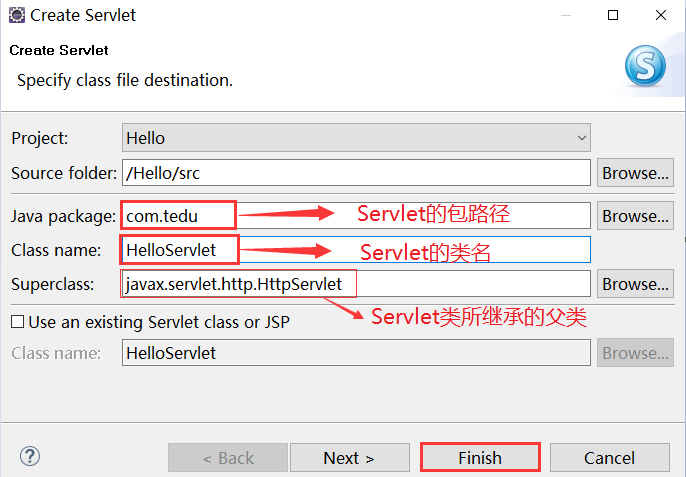 Create Servlet
Create Servlet
Specify class file destination.
Project: Hello
Source folder: /Hello/src Browse...
Java package: com.tedu Servlet的包路径 Browse...
Class name: HelloServlet Servlet的类名
Superclass: javax.servlet.http.HttpServlet Browse...
Servlet类所继承的父类
Use an existing Servlet class or JSP
Class name: HelloServlet Browse...
? < Back Next > Finish Cancel